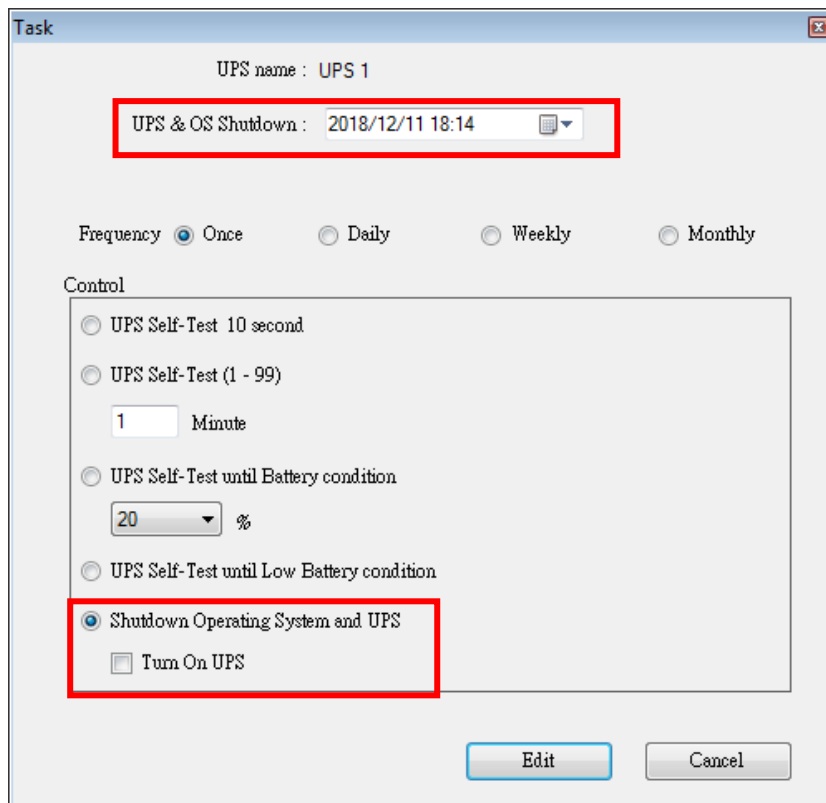 Task
UPS name : UPS 1
UPS & OS Shutdown : 2018/12/11 18:14
Frequency Once Daily Weekly Monthly
Control
UPS Self-Test 10 second
UPS Self-Test (1 - 99)
1 Minute
UPS Self-Test until Battery condition
20 %
UPS Self-Test until Low Battery condition
Shutdown Operating System and UPS
Turn On UPS
Edit Cancel